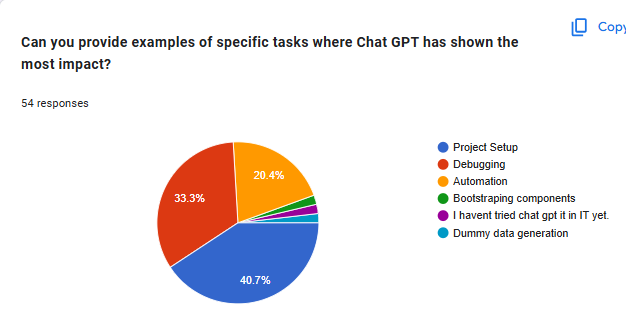 Copy
Can you provide examples of specific tasks where Chat GPT has shown the
most impact?
54 responses
20.4%
33.3%
40.7%
Project Setup
Debugging
Automation
Bootstraping components
I havent tried chat gpt it in IT yet.
Dummy data generation